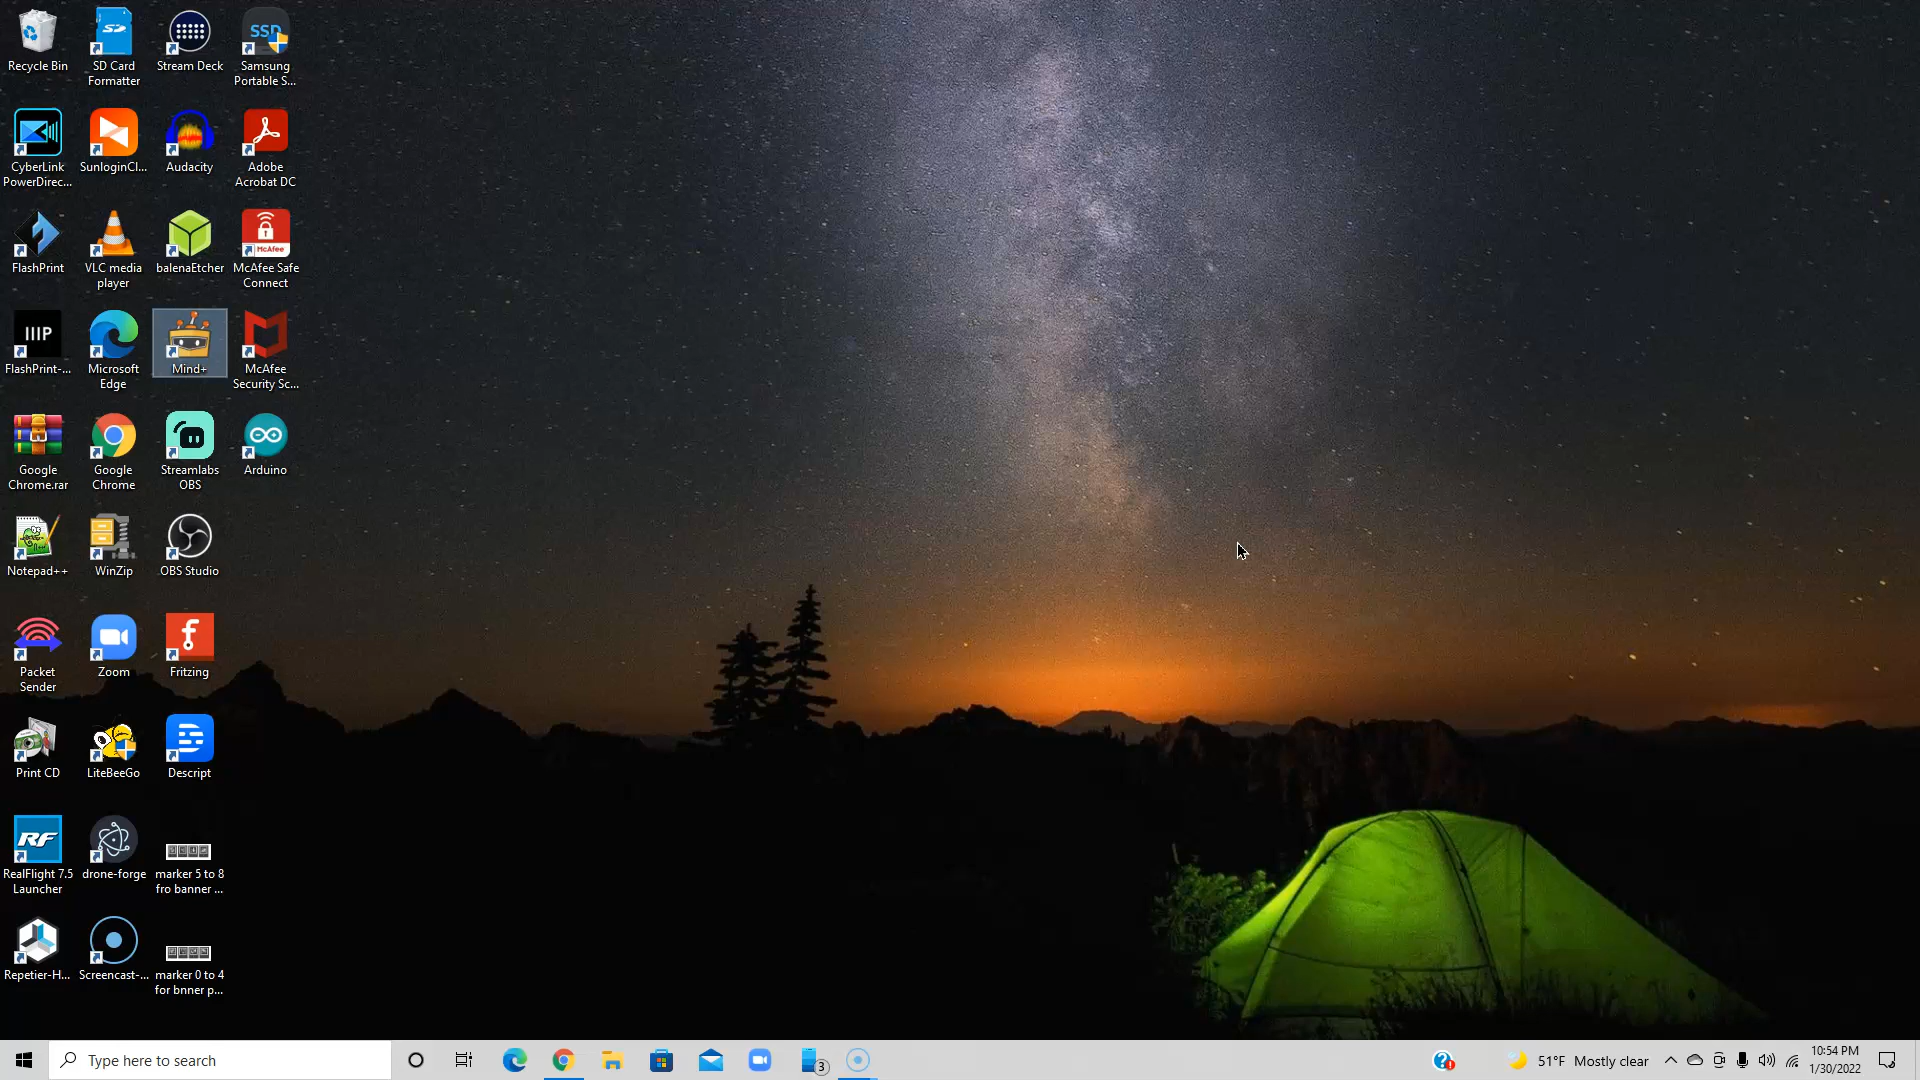 Recycle Bin
SD Card
Formatter
Stream Deck
SSD
Samsung
Portable S...
CyberLink
PowerDirec...
SunloginCl...
Audacity
Adobe
Acrobat DC
FlashPrint
VLC media
player
balenaEtcher
McAfee
McAfee Safe
Connect
IIIP
FlashPrint-...
Microsoft
Edge
Mind+
McAfee
Security Sc...
Google
Chrome.rar
Google
Chrome
Streamlabs
OBS
Arduino
Notepad++
WinZip
OBS Studio
Packet
Sender
Zoom
Fritzing
Print CD
LiteBeeGo
Descript
RF
RealFlight 7.5
Launcher
drone-forge
marker 5 to 8
fro banner ...
Repetier-H...
Screencast-...
marker 0 to 4
for bnner p...
Type here to search
3
51°F Mostly clear
10:54 PM
1/30/2022